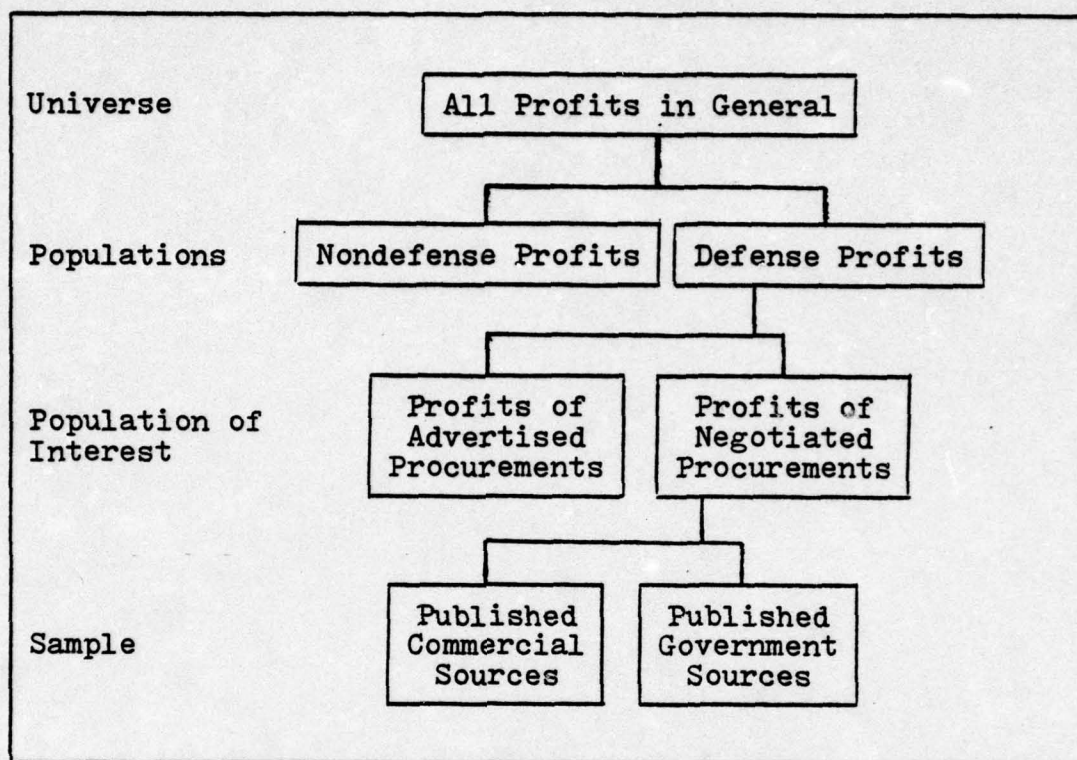 Universe
All Profits in General
Populations
Nondefense Profits
Defense Profits
Population of
Interest
Profits of
Advertised
Procurements
Profits of
Negotiated
Procurements
Sample
Published
Commercial
Sources
Published
Government
Sources